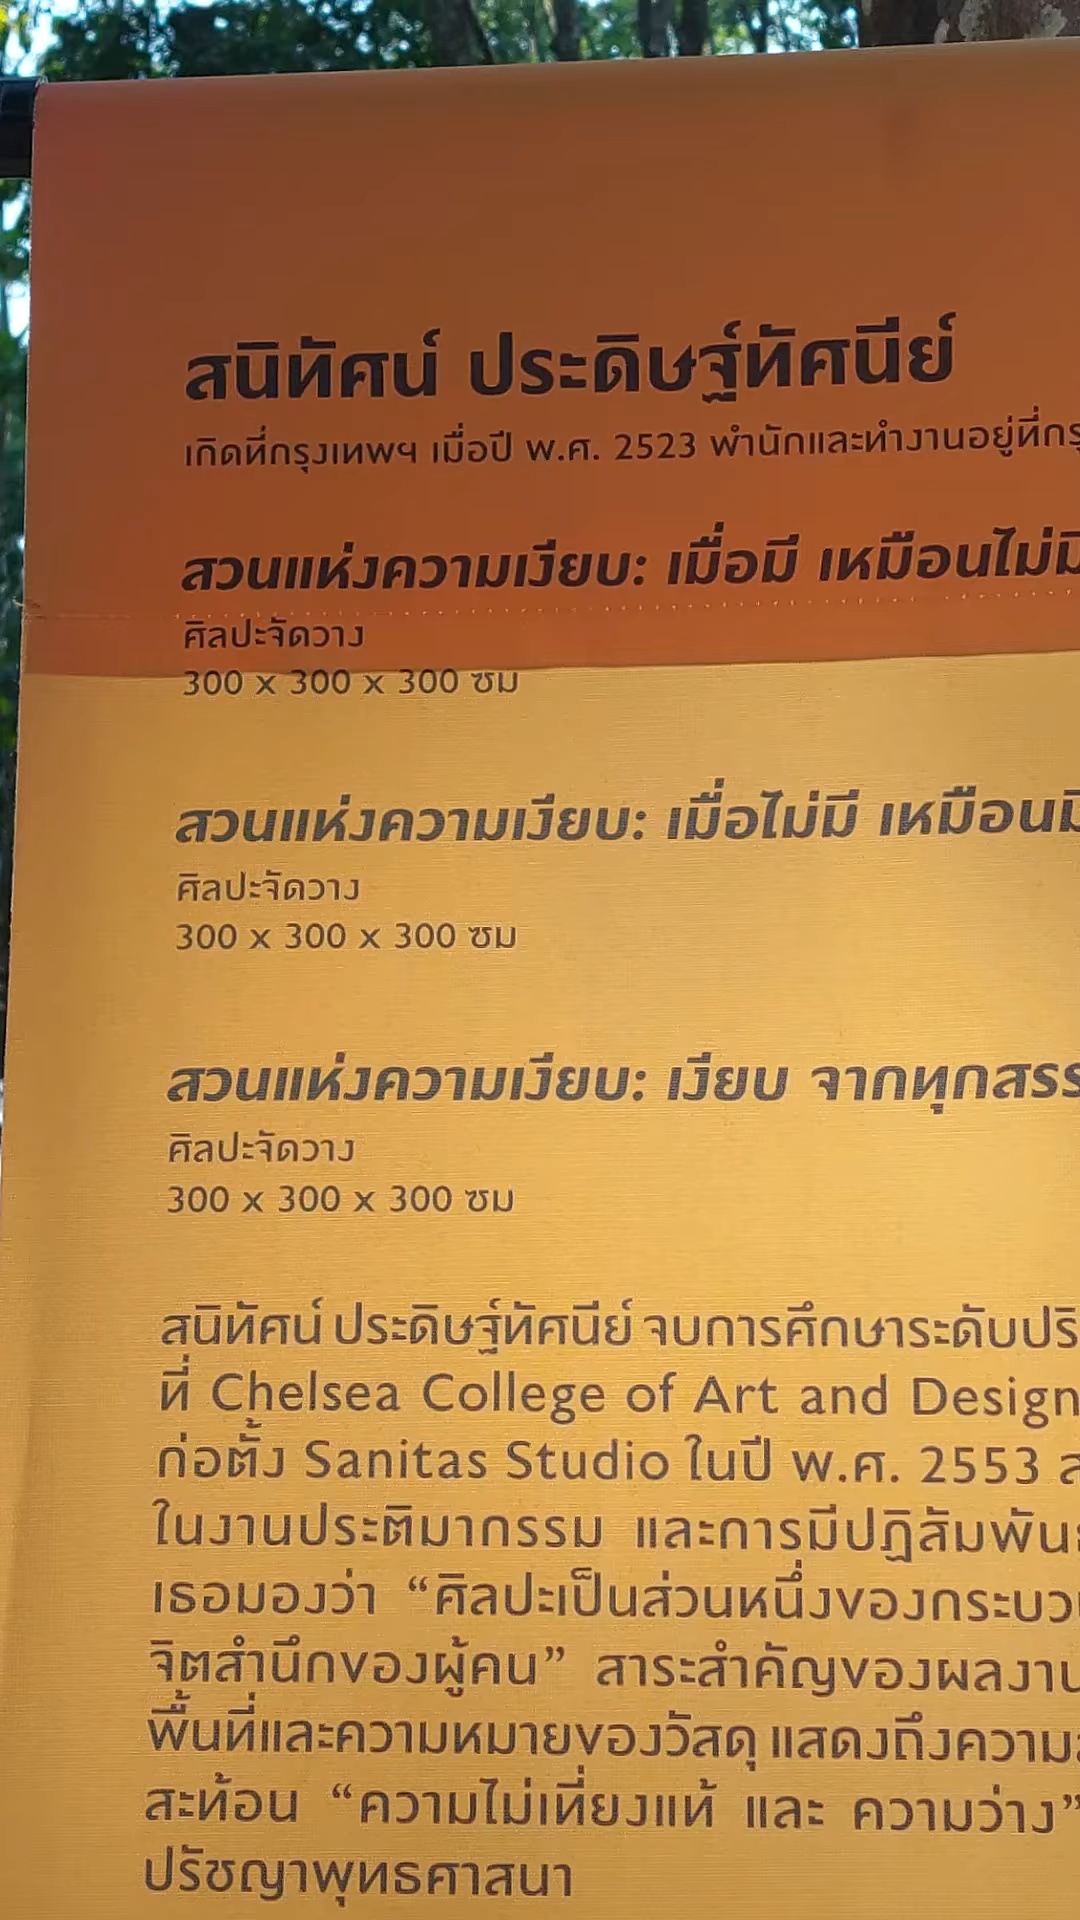 สนิทัศน์ ประดิษฐ์ทัศนีย์
เกิดที่กรุงเทพฯ เมื่อปี พ.ศ. 2523 พำนักและทำงานอยู่ที่
สวนแห่งความเงียบ: เมื่อมี เหมือนไม่มี
ศิลปะจัดวาง
300 x 300 x 300 ซม
สวนแห่งความเงียบ: เมื่อไม่มี เหมือนมี
ศิลปะจัดวาง
300 x 300 x 300 ซม
สวนแห่งความเงียบ: เงียบ จากทุก
ศิลปะจัดวาง
300 x 300 x 300 ซม
สนิทัศน์ ประดิษฐ์ทัศนีย์ จบการศึกษาระดับ
ที่ Chelsea College of Art and Design
ก่อตั้ง Sanitas Studio ในปี พ.ศ. 2553
ในงานประติมากรรม และการมี
เธอมองว่า “ศิลปะเป็นส่วนหนึ่งของ
จิตสำนึกของผู้คน” สาระสำคัญของผลงาน
พื้นที่และความหมายของวัสดุ แสดงถึงความ
สะท้อน “ความไม่เที่ยงแท้ และ ความว่าง”
ปรัชญาพุทธศาสนา